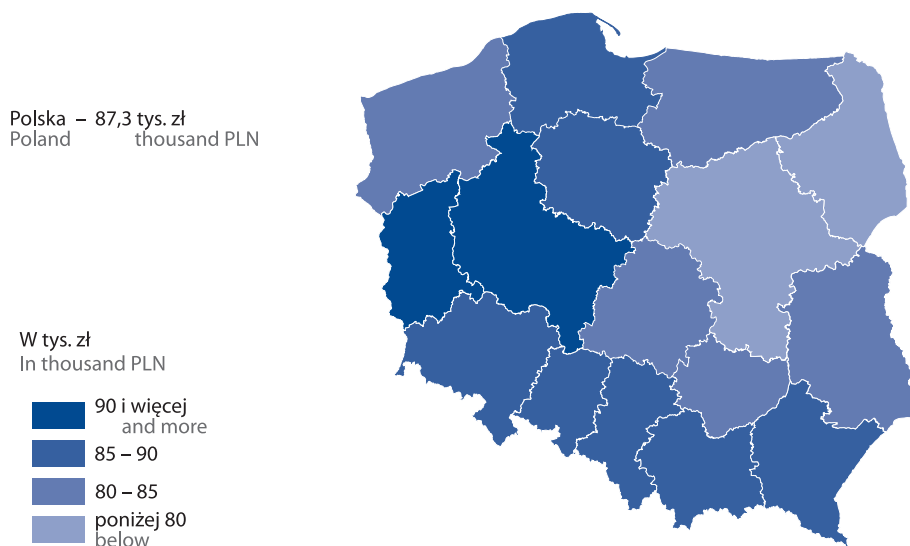 Polska – 87,3 tys. zł
Poland thousand PLN
W tys. zł
In thousand PLN
90 i więcej
and more
85 – 90
80 – 85
poniżej 80
below